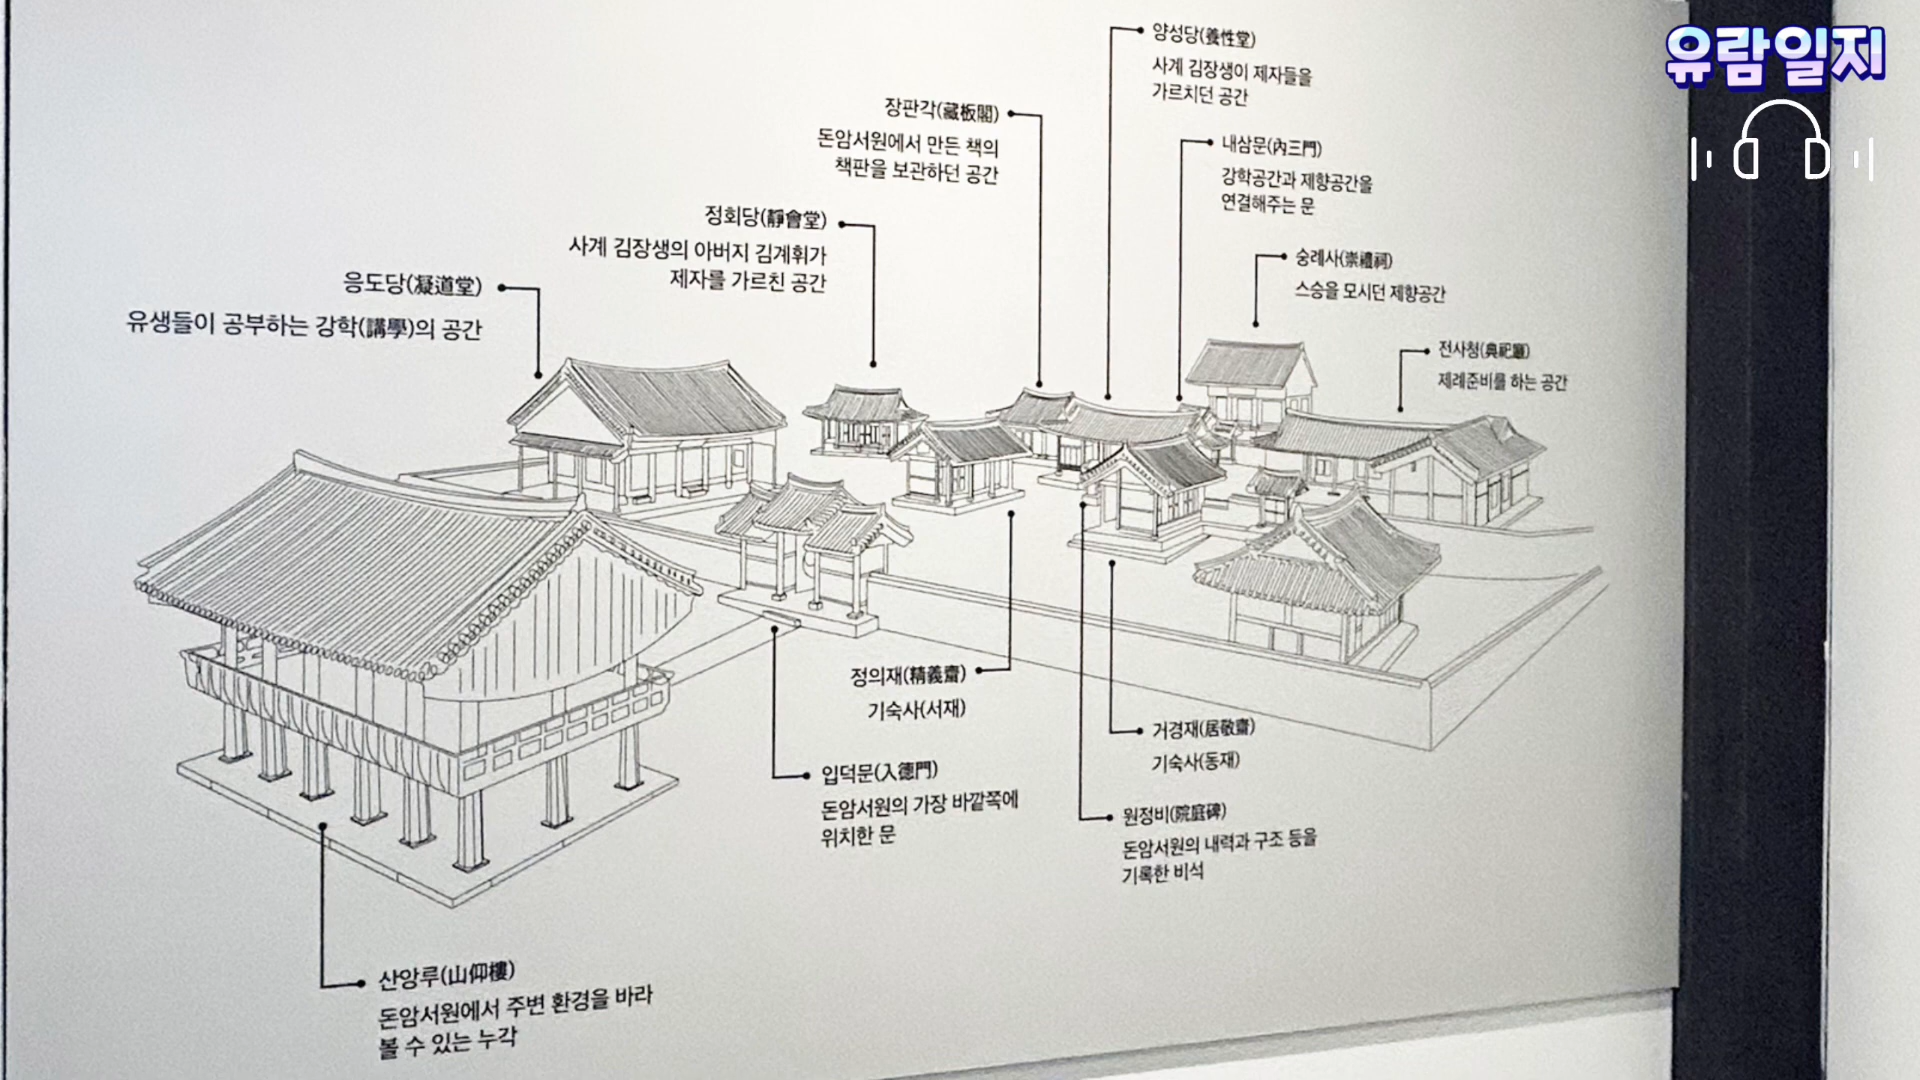 유람일지
양성당(養性堂)
사계 김장생이 제자들을
가르치던 공간
장판각(藏板閣)
돈암서원에서 만든 책의
책판을 보관하던 공간
내삼문(內三門)
강학공간과 제향공간을
연결해주는 문
정회당(靜會堂)
사계 김장생의 아버지 김계휘가
제자를 가르친 공간
숭례사(崇禮祠)
스승을 모시던 제향공간
응도당(凝道堂)
유생들이 공부하는 강학(講學)의 공간
전사청(典祀廳)
제례준비를 하는 공간
정의재(精義齋)
기숙사(서재)
거경재(居敬齋)
기숙사(동재)
입덕문(入德門)
돈암서원의 가장 바깥쪽에
위치한 문
원정비(院庭碑)
돈암서원의 내력과 구조 등을
기록한 비석
산앙루(山仰樓)
돈암서원에서 주변 환경을 바라
볼 수 있는 누각